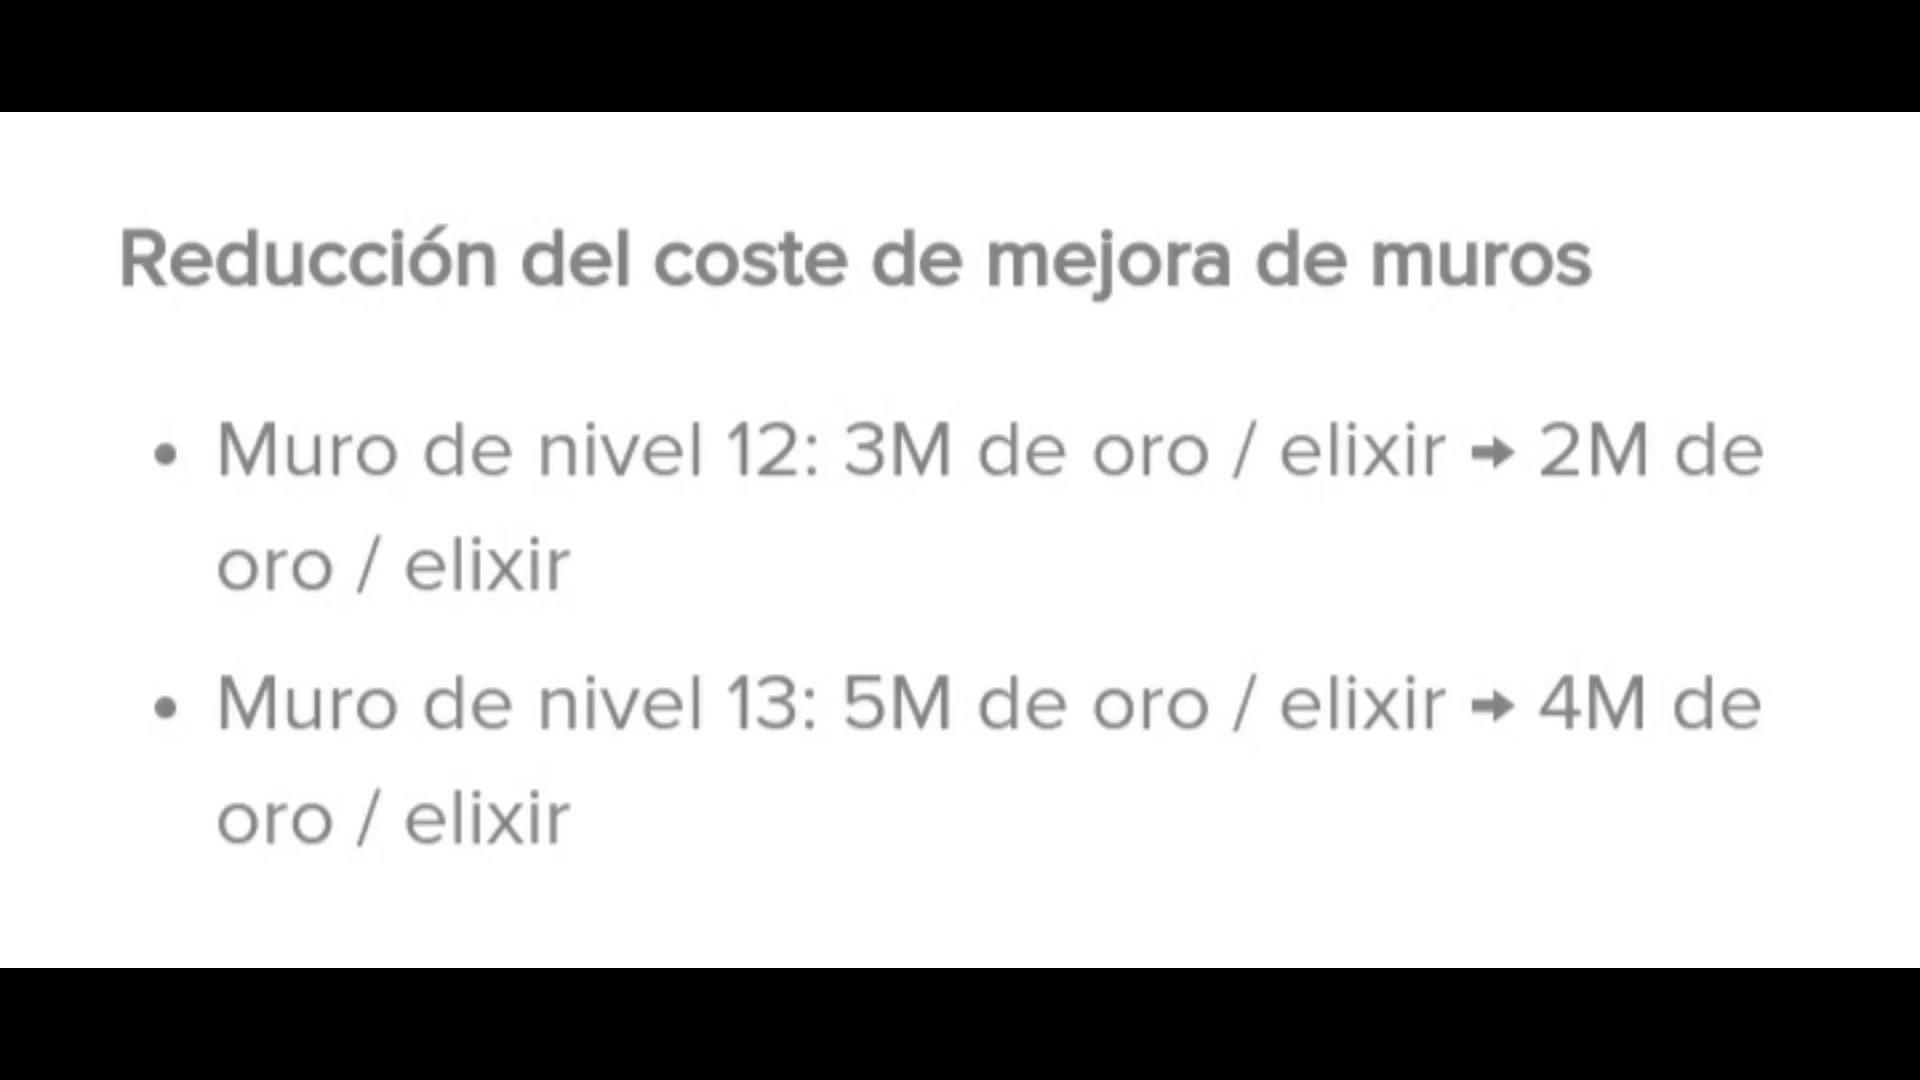 Reducción del coste de mejora de muros
• Muro de nivel 12: 3M de oro / elixir ➡ 2M de
oro / elixir
• Muro de nivel 13: 5M de oro / elixir ➡ 4M de
oro / elixir